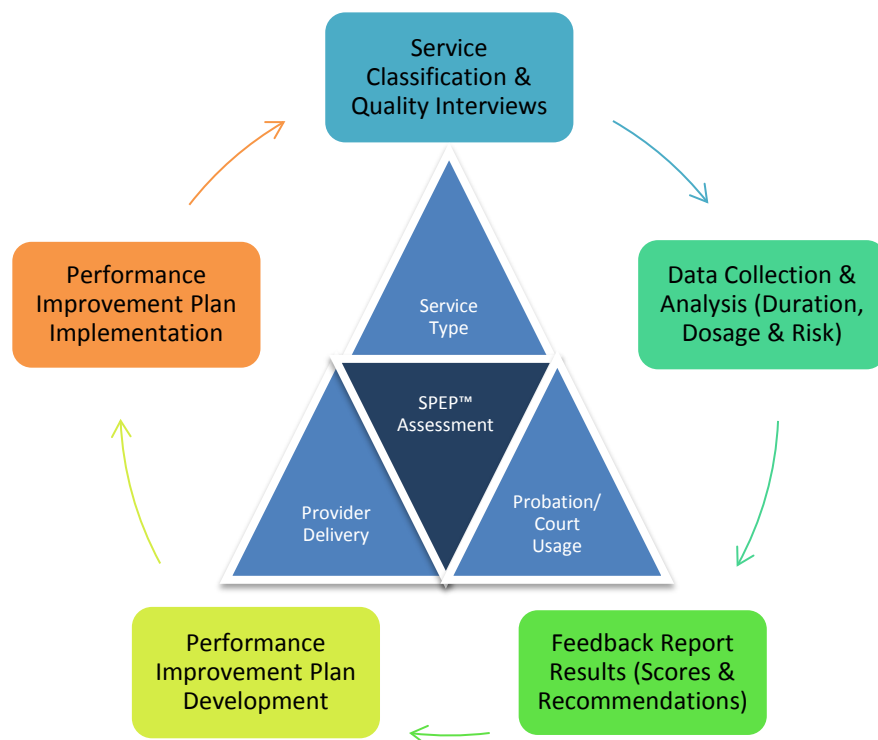 Service
Classification &
Quality Interviews
Performance
Improvement Plan
Implementation
Data Collection &
Analysis (Duration,
Dosage & Risk)
Service
Type
SPEP™
Assessment
Provider
Delivery
Probation/
Court
Usage
Performance
Improvement Plan
Development
Feedback Report
Results (Scores &
Recommendations)